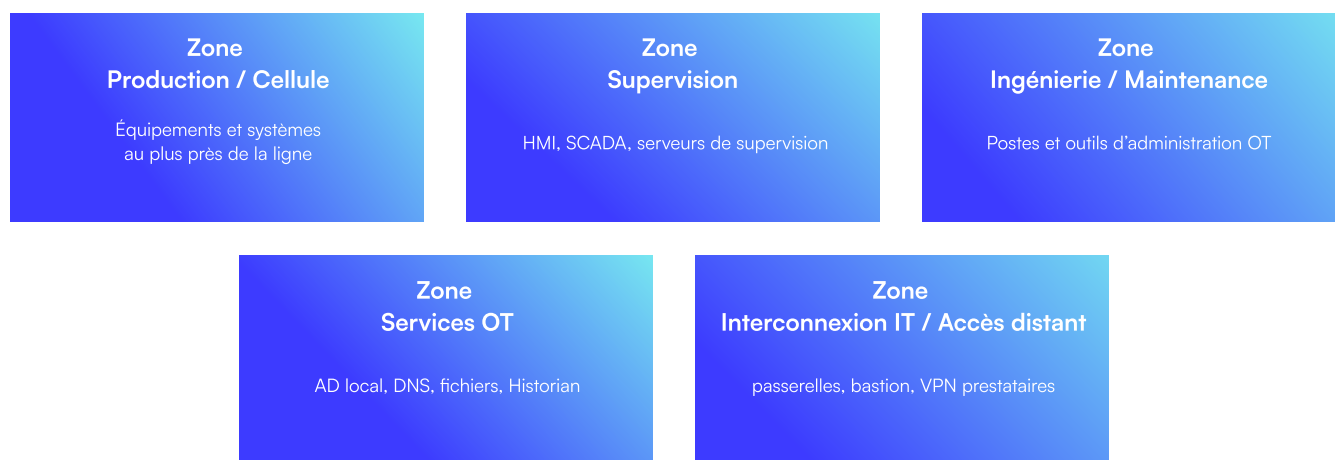 Zone
Production / Cellule
Équipements et systèmes
au plus près de la ligne
Zone
Supervision
HMI, SCADA, serveurs de supervision
Zone
Ingénierie / Maintenance
Postes et outils d’administration OT
Zone
Services OT
AD local, DNS, fichiers, Historian
Zone
Interconnexion IT / Accès distant
passerelles, bastion, VPN prestataires